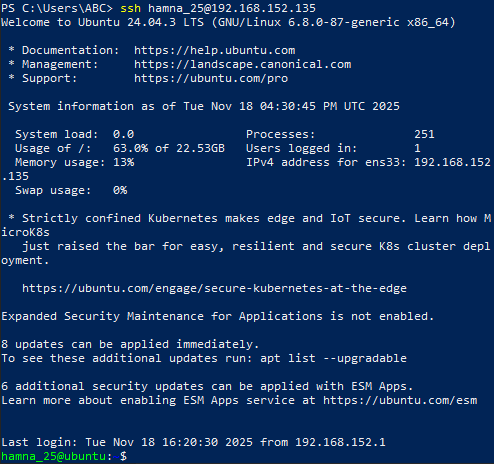 PS C:\Users\ABC> ssh hamna_25@192.168.152.135
Welcome to Ubuntu 24.04.3 LTS (GNU/Linux 6.8.0-87-generic x86_64)
 * Documentation:  https://help.ubuntu.com
 * Management:     https://landscape.canonical.com
 * Support:        https://ubuntu.com/pro
 System information as of Tue Nov 18 04:30:45 PM UTC 2025
  System load:  0.0                Processes:              251
  Usage of /:   63.0% of 22.53GB   Users logged in:        1
  Memory usage: 13%                IPv4 address for ens33: 192.168.152
.135
  Swap usage:   0%
 * Strictly confined Kubernetes makes edge and IoT secure. Learn how M
icroK8s
   just raised the bar for easy, resilient and secure K8s cluster depl
oyment.
   https://ubuntu.com/engage/secure-kubernetes-at-the-edge
Expanded Security Maintenance for Applications is not enabled.
8 updates can be applied immediately.
To see these additional updates run: apt list --upgradable
6 additional security updates can be applied with ESM Apps.
Learn more about enabling ESM Apps service at https://ubuntu.com/esm
Last login: Tue Nov 18 16:20:30 2025 from 192.168.152.1
hamna_25@ubuntu: $